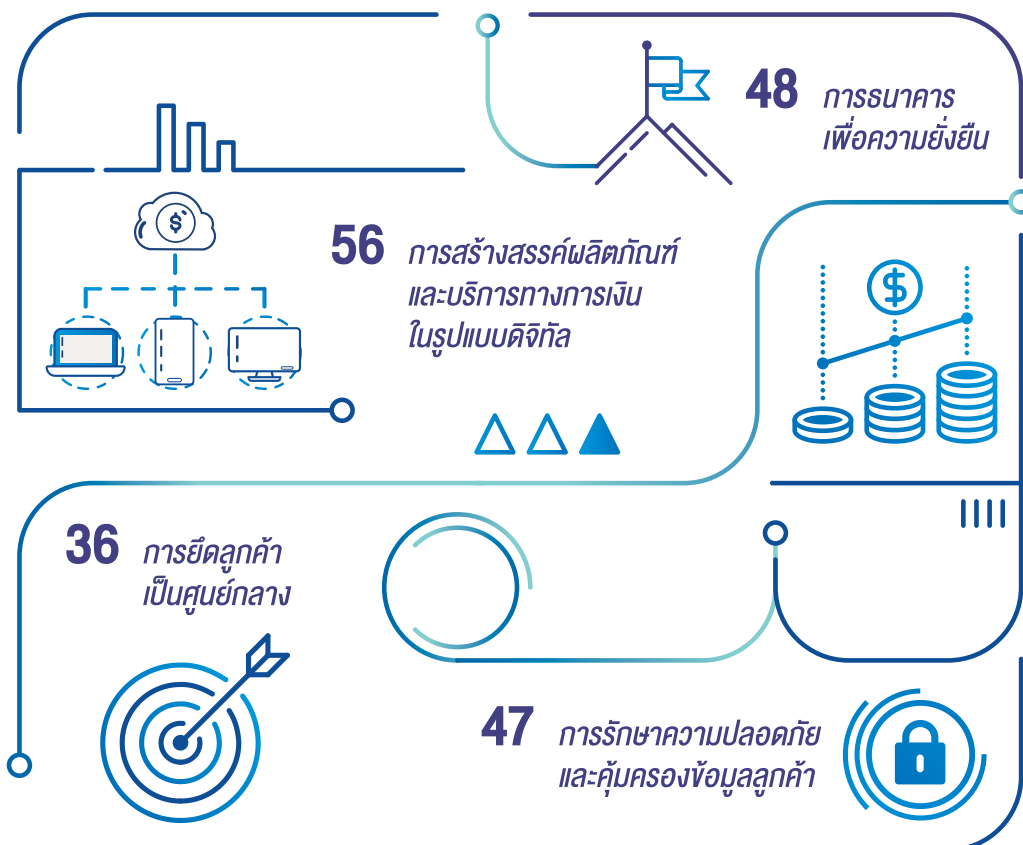 48 การธนาคาร
เพื่อความยั่งยืน
56 การสร้างสรรค์ผลิตภัณฑ์
และบริการทางการเงิน
ในรูปแบบดิจิทัล
36 การยึดลูกค้า
เป็นศูนย์กลาง
47 การรักษาความปลอดภัย
และคุ้มครองข้อมูลลูกค้า